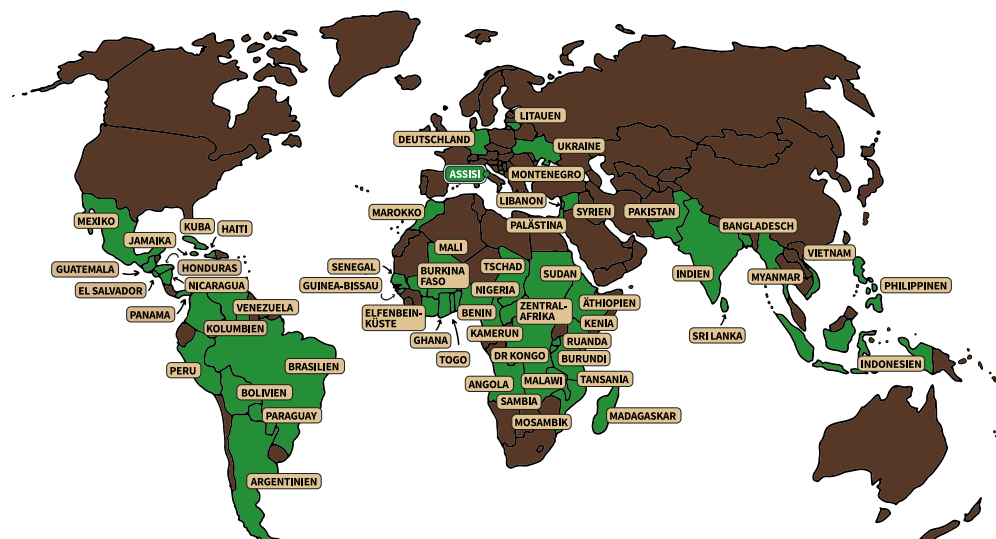 LITAUEN
DEUTSCHLAND
UKRAINE
ASSISI
MONTENEGRO
LIBANON
SYRIEN
PAKISTAN
MAROKKO
PALÄSTINA
BANGLADESCH
MEXIKO
KUBA
HAITI
JAMAJKA
MALI
VIETNAM
GUATEMALA
HONDURAS
SENEGAL
BURKINA
FASO
TSCHAD
SUDAN
INDIEN
MYANMAR
EL SALVADOR
NICARAGUA
GUINEA-BISSAU
NIGERIA
PHILIPPINEN
PANAMA
VENEZUELA
ELFENBEIN-
KÜSTE
BENIN
ZENTRAL-
AFRIKA
ÄTHIOPIEN
KOLUMBIEN
KENIA
GHANA
KAMERUN
RUANDA
SRI LANKA
TOGO
DR KONGO
BURUNDI
INDONESIEN
PERU
BRASILIEN
ANGOLA
MALAWI
TANSANIA
BOLIVIEN
SAMBIA
PARAGUAY
MOSAMBIK
MADAGASKAR
ARGENTINIEN